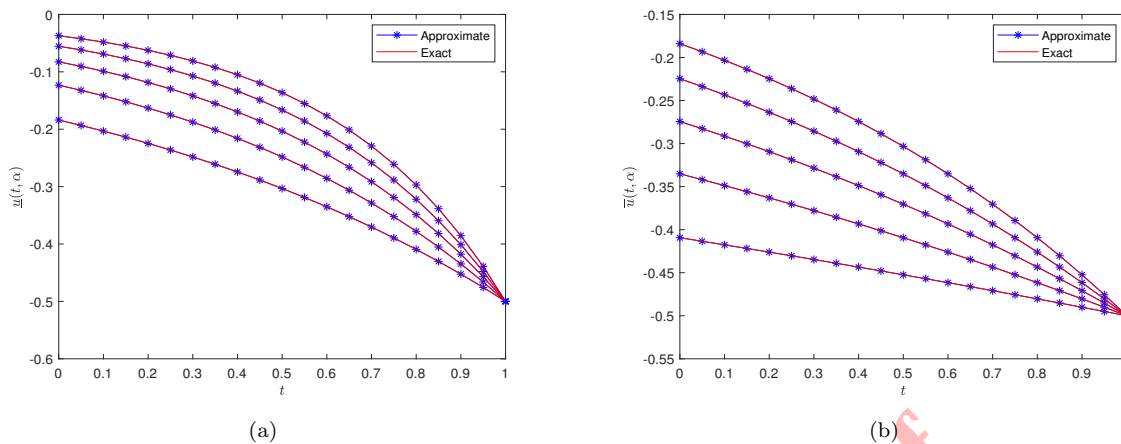 0
-0.1
-0.2
-0.3
-0.4
-0.5
-0.6
u(t, α)
0 0.1 0.2 0.3 0.4 0.5 0.6 0.7 0.8 0.9 1
t
Approximate
Exact
(a)
-0.15
-0.2
-0.25
-0.3
-0.35
-0.4
-0.45
-0.5
-0.55
u̅(t, α)
0 0.1 0.2 0.3 0.4 0.5 0.6 0.7 0.8 0.9 1
t
Approximate
Exact
(b)
f